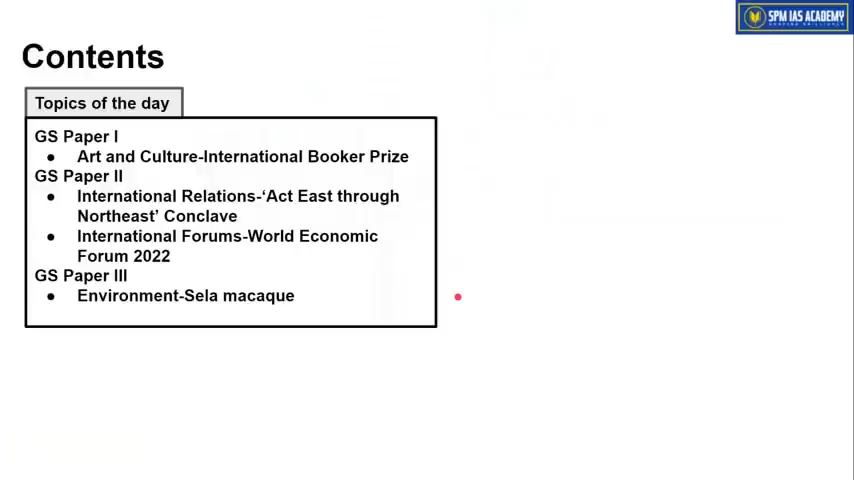 SPM IAS ACADEMY
Contents
Topics of the day
GS Paper I
● Art and Culture-International Booker Prize
GS Paper II
● International Relations-‘Act East through
Northeast’ Conclave
● International Forums-World Economic
Forum 2022
GS Paper III
● Environment-Sela macaque